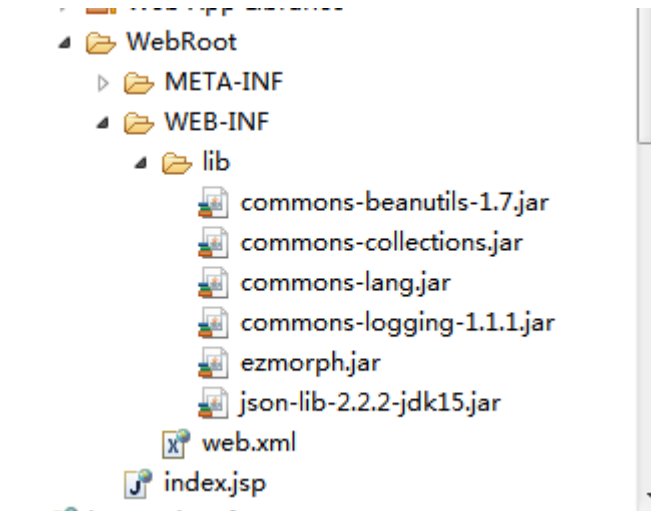 WebRoot
META-INF
WEB-INF
lib
commons-beanutils-1.7.jar
commons-collections.jar
commons-lang.jar
commons-logging-1.1.1.jar
ezmorph.jar
json-lib-2.2.2-jdk15.jar
web.xml
index.jsp